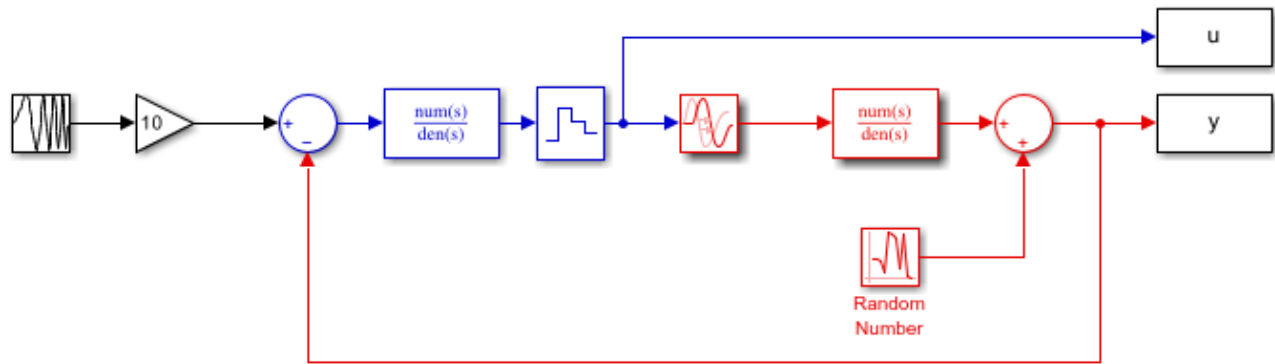 u
10
+
−
num(s)
den(s)
num(s)
den(s)
+
+
y
Random
Number